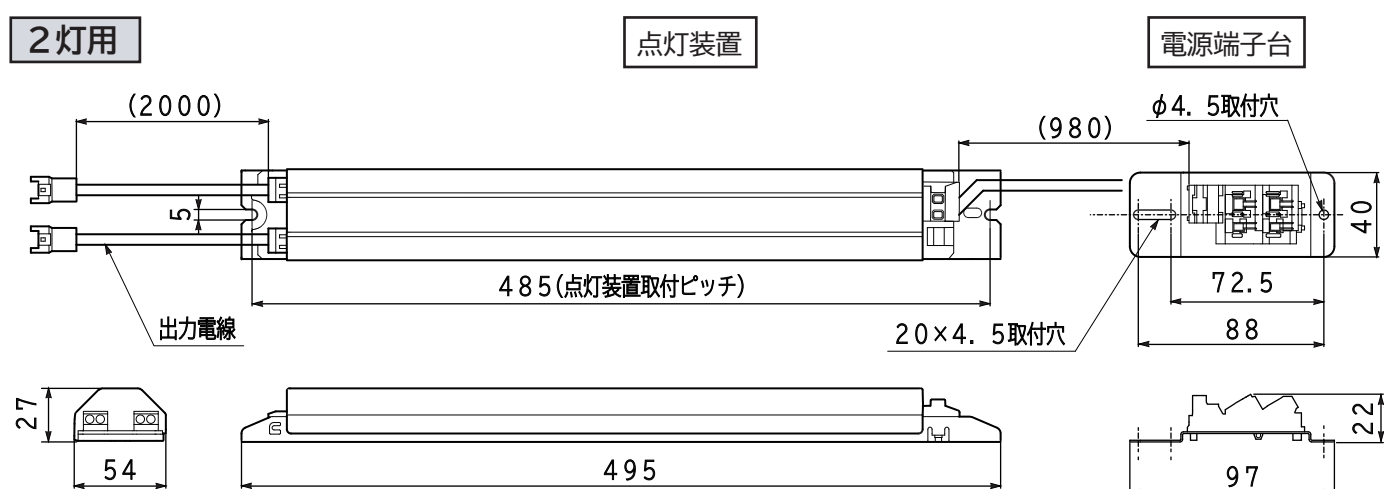 2灯用
点灯装置
電源端子台
(2000)
(980)
φ4. 5取付穴
5
40
485(点灯装置取付ピッチ)
72.5
出力電線
20×4. 5取付穴
88
27
22
54
495
97